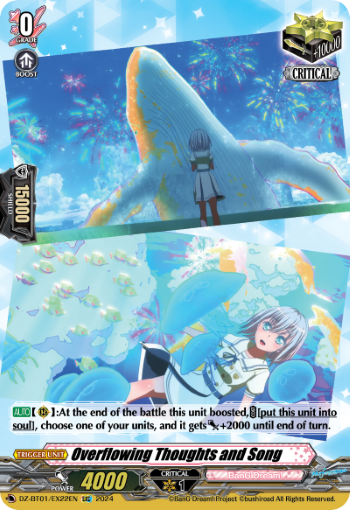 0
GRADE
BOOST
+10000
CRITICAL
15000
SHIELD
AUTO [RC]:At the end of the battle this unit boosted, [put this unit into
soul], choose one of your units, and it gets +2000 until end of turn.
TRIGGER UNIT
Overflowing Thoughts and Song
POWER 4000
CRITICAL
1
BanG Dream!
DZ-BT01/EX22EN 2024
©BanG Dream! Project ©bushiroad All Rights Reserved.